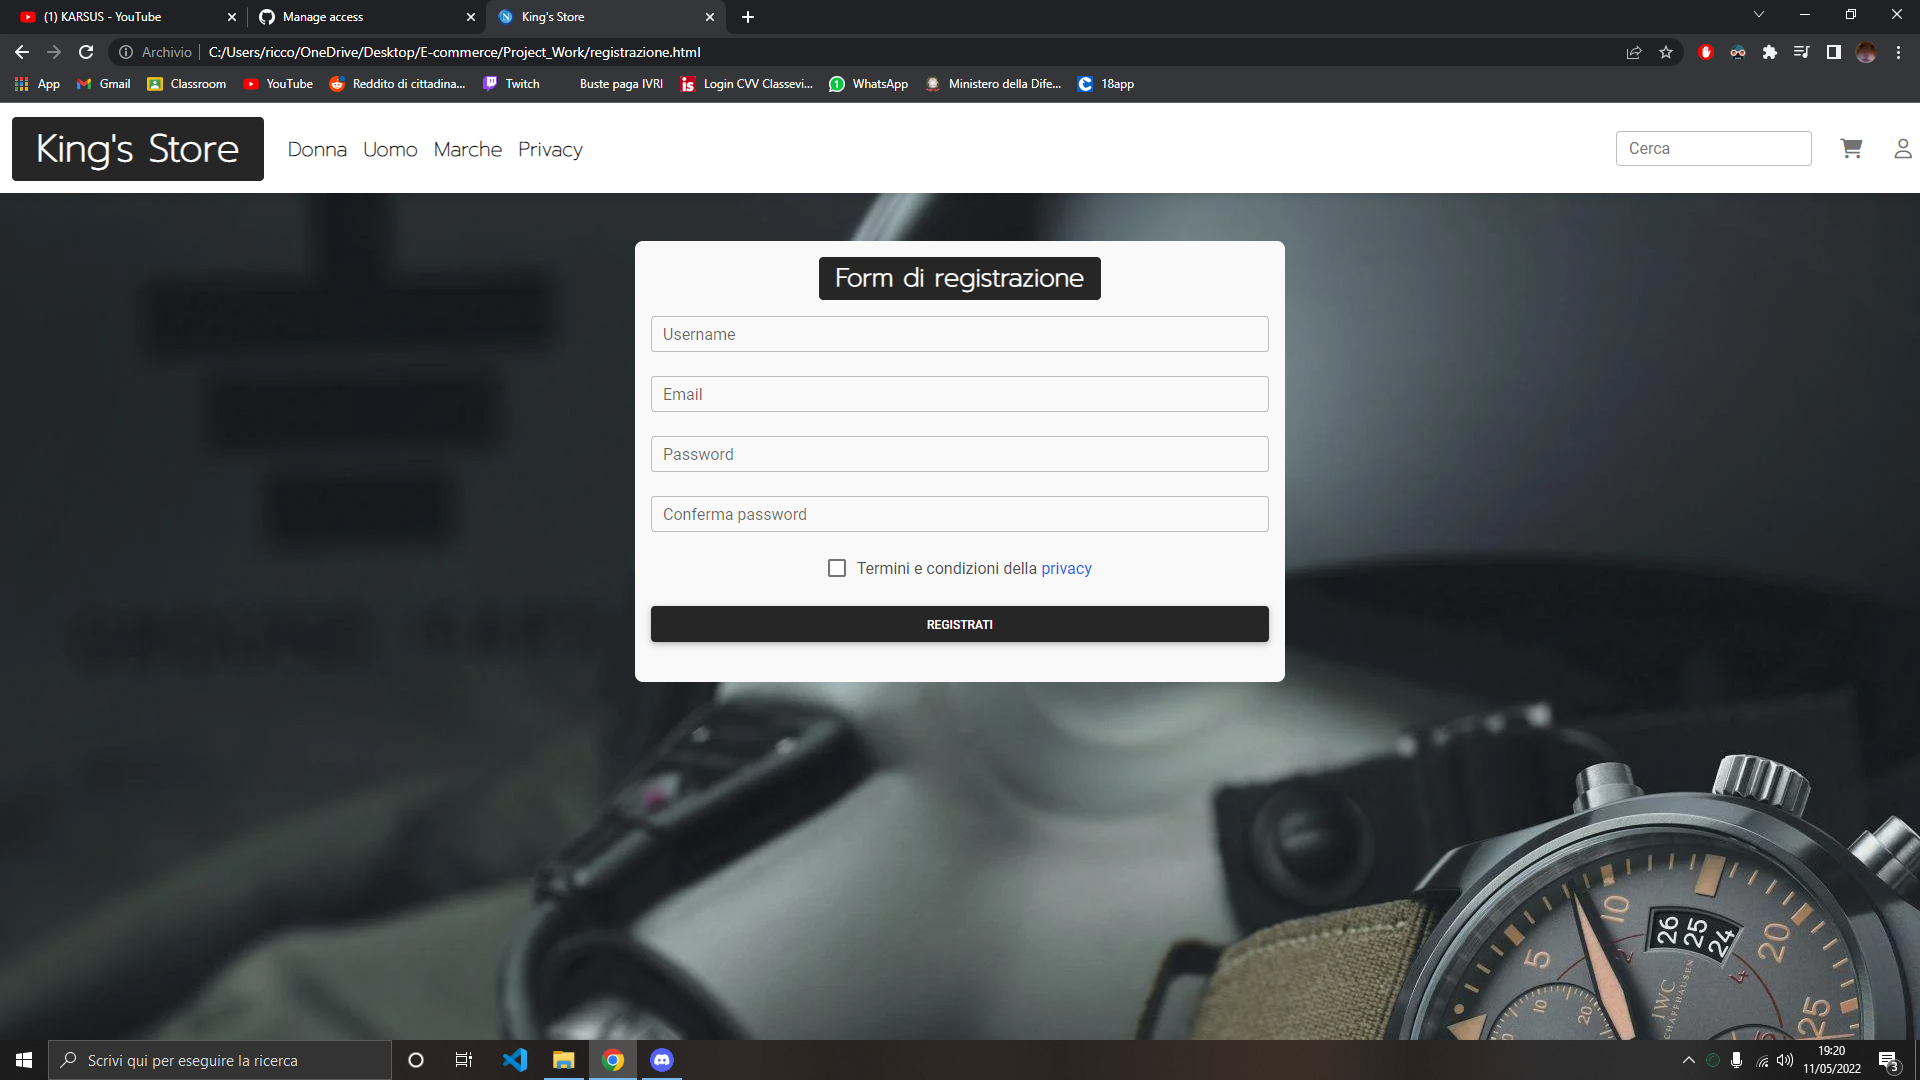 (1) KARSUS - YouTube
Manage access
King's Store
Archivio
C:/Users/ricco/OneDrive/Desktop/E-commerce/Project_Work/registrazione.html
App
Gmail
Classroom
YouTube
Reddito di cittadina...
Twitch
Buste paga IVRI
Login CVV Classevi...
WhatsApp
Ministero della Dife...
18app
King's Store
Donna
Uomo
Marche
Privacy
Cerca
Form di registrazione
Username
Email
Password
Conferma password
Termini e condizioni della privacy
REGISTRATI
26
25
24
5
10
20
25
2
4
10
20
IWC
SCHAFFHAUSEN
Scrivi qui per eseguire la ricerca
19:20
11/05/2022
3